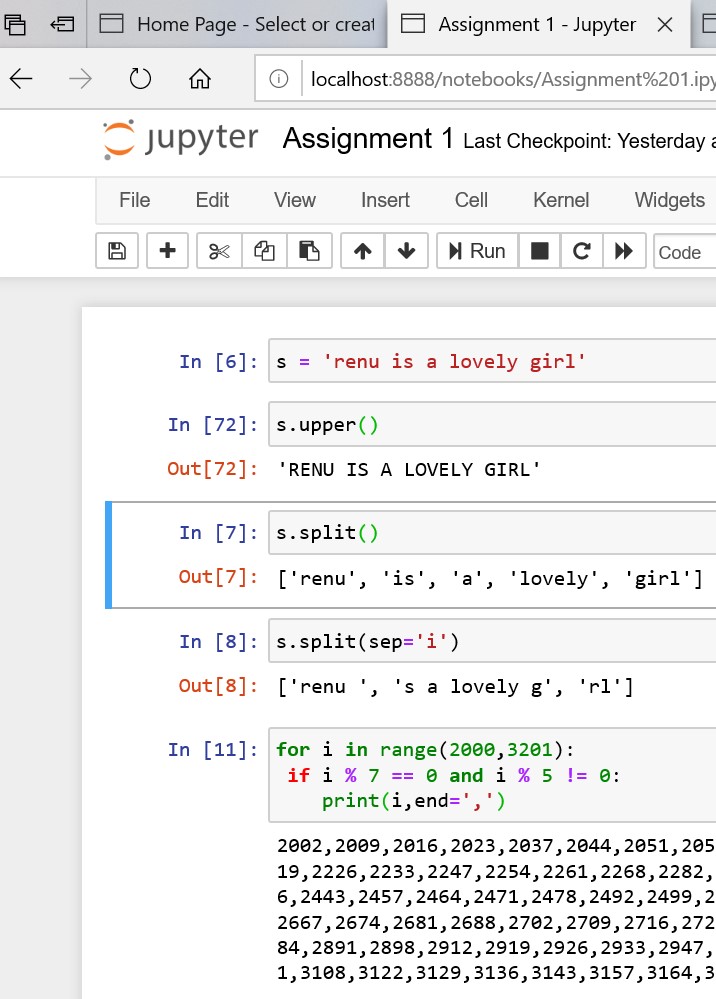 Home Page - Select or creat
Assignment 1 - Jupyter
localhost:8888/notebooks/Assignment%201.ipy
jupyter Assignment 1 Last Checkpoint: Yesterday a
File Edit View Insert Cell Kernel Widgets
Run Code
In [6]: s = 'renu is a lovely girl'
In [72]: s.upper()
Out[72]: 'RENU IS A LOVELY GIRL'
In [7]: s.split()
Out[7]: ['renu', 'is', 'a', 'lovely', 'girl']
In [8]: s.split(sep='i')
Out[8]: ['renu ', 's a lovely g', 'rl']
In [11]: for i in range(2000,3201):
if i % 7 == 0 and i % 5 != 0:
print(i,end=',')
2002,2009,2016,2023,2037,2044,2051,205
19,2226,2233,2247,2254,2261,2268,2282,
6,2443,2457,2464,2471,2478,2492,2499,2
2667,2674,2681,2688,2702,2709,2716,272
84,2891,2898,2912,2919,2926,2933,2947,
1,3108,3122,3129,3136,3143,3157,3164,3